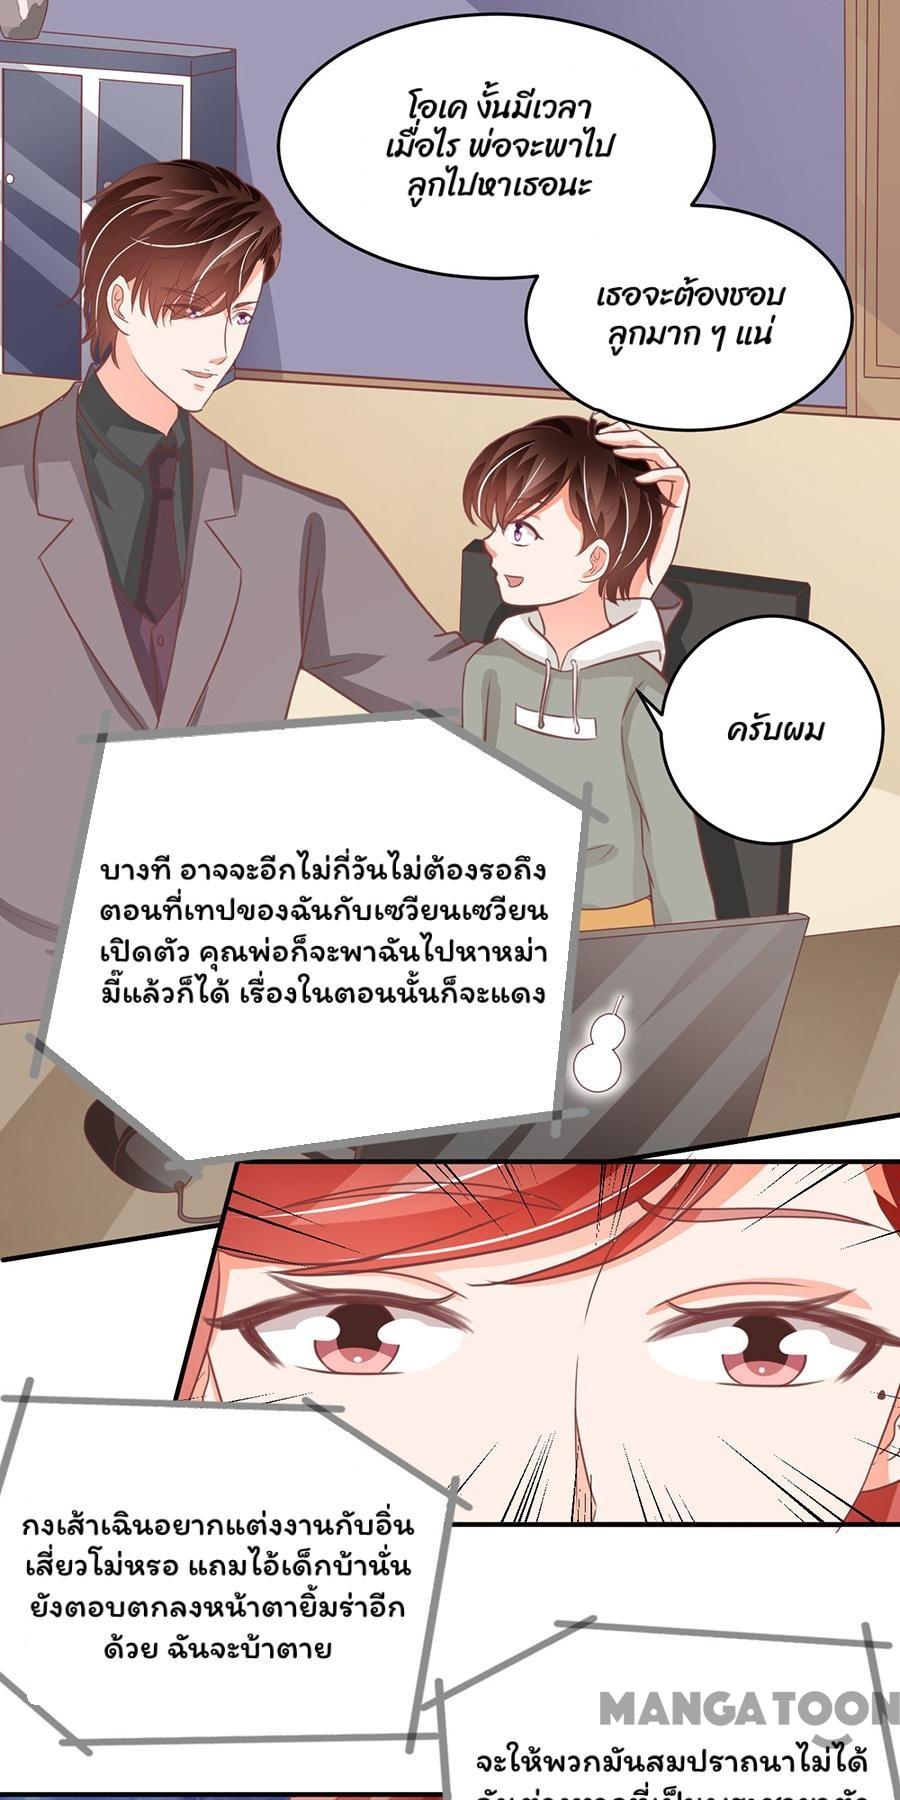 โอเค งั้นมีเวลา
เมื่อไร พ่อจะพาไป
ลูกไปหาเธอนะ
เธอจะต้องชอบ
ลูกมาก ๆ แน่
ครับผม
บางที อาจจะอีกไม่กี่วันไม่ต้องรอถึง
ตอนที่เทปของฉันกับเซวียนเซวียน
เปิดตัว คุณพ่อก็จะพาฉันไปหาหม่า
มี๊แล้วก็ได้ เรื่องในตอนนั้นก็จะแดง
กงเส้าเฉินอยากแต่งงานกับอิ่น
เสี่ยวโม่หรอ แถมไอ้เด็กบ้านั่น
ยังตอบตกลงหน้าตายิ้มร่าอีก
ด้วย ฉันจะบ้าตาย
MANGATOON
จะให้พวกมันสมปราถนาไม่ได้